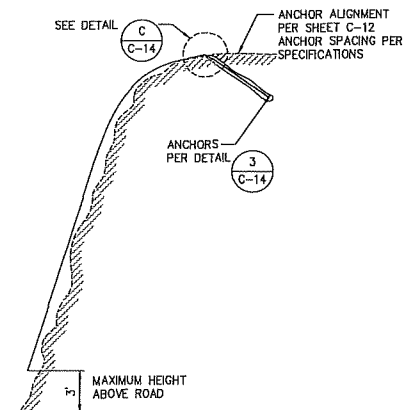 SEE DETAIL
C
C-14
ANCHOR ALIGNMENT
PER SHEET C-12
ANCHOR SPACING PER
SPECIFICATIONS
ANCHORS
PER DETAIL
3
C-14
3'
MAXIMUM HEIGHT
ABOVE ROAD